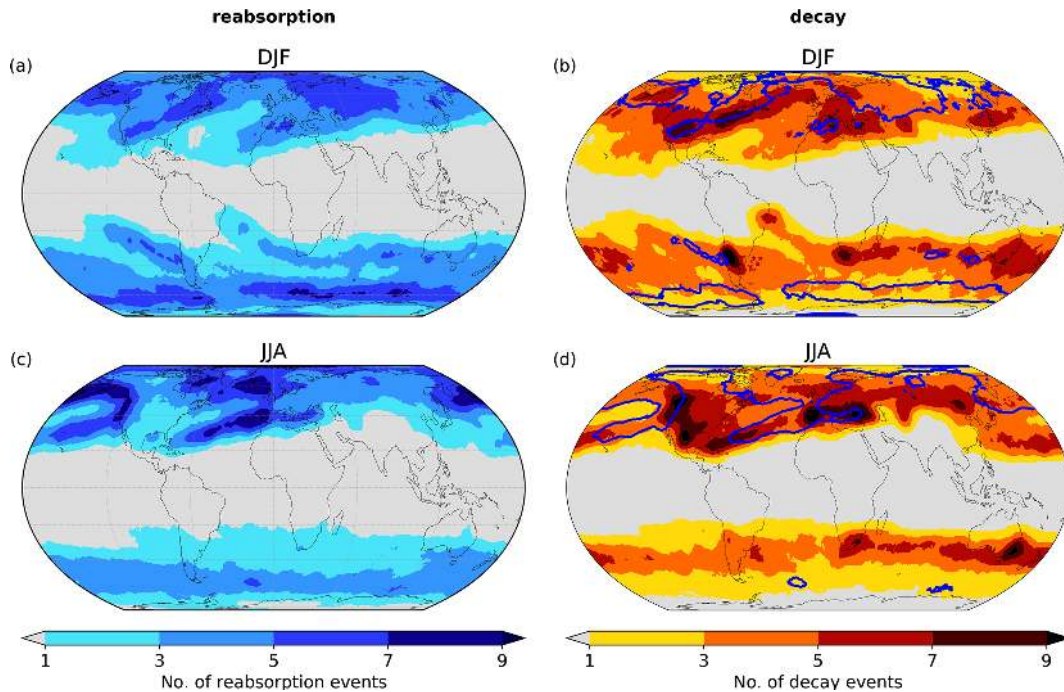 reabsorption
decay
(a)
DJF
(b)
DJF
(c)
JJA
(d)
JJA
1 3 5 7 9
No. of reabsorption events
1 3 5 7 9
No. of decay events